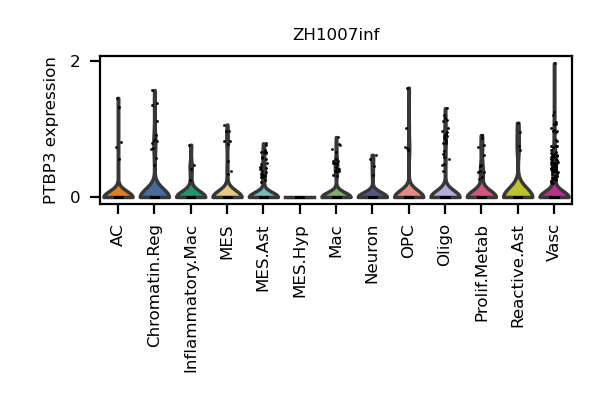 ZH1007inf
PTBP3 expression
2
0
AC
Chromatin.Reg
Inflammatory.Mac
MES
MES.Ast
MES.Hyp
Mac
Neuron
OPC
Oligo
Prolif.Metab
Reactive.Ast
Vasc